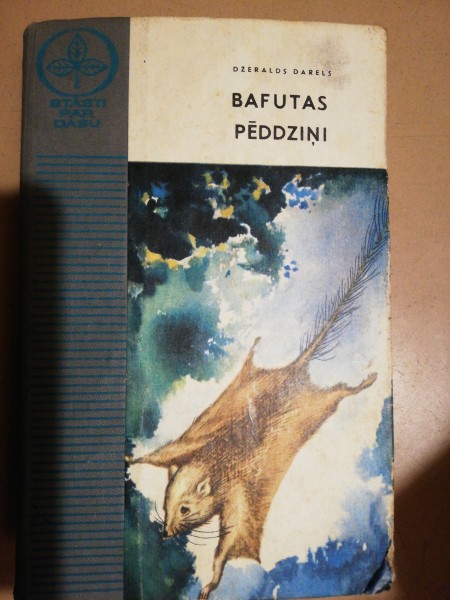 STĀSTI
PAR
DABU
DŽERALDS DARELS
BAFUTAS
PĒDDZIŅI